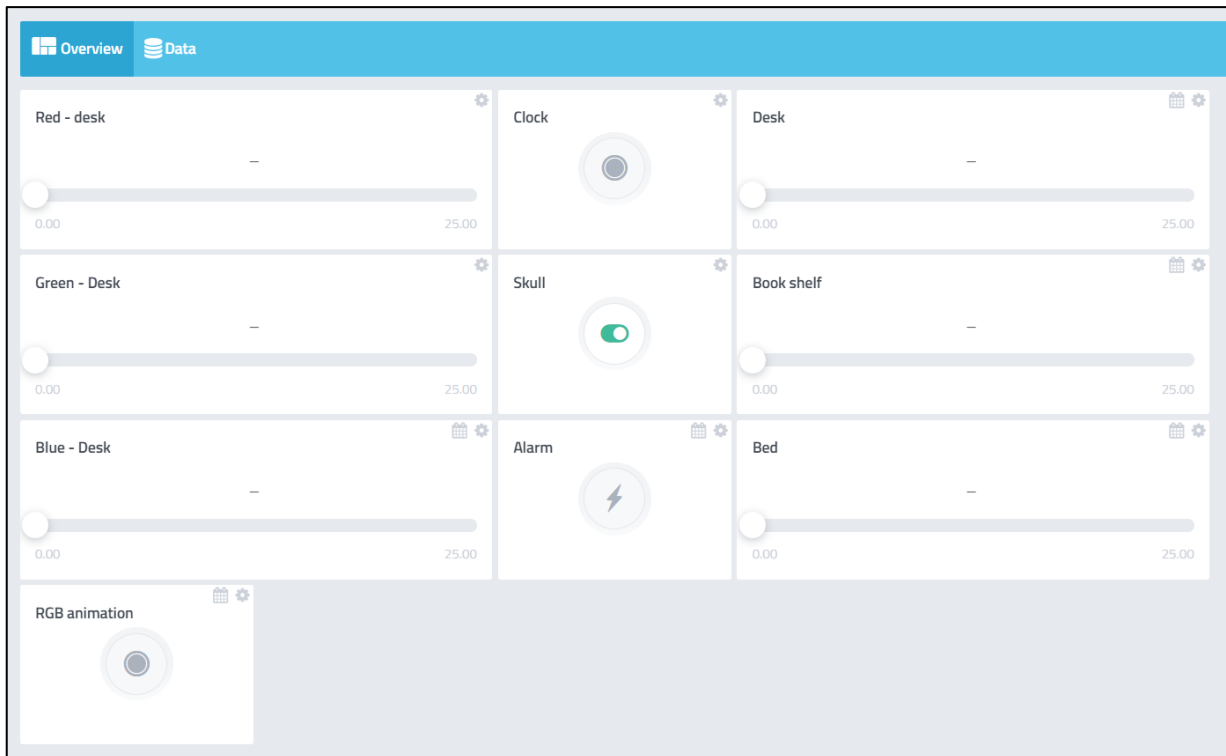 Overview Data
Red - desk
–
0.00 25.00
Clock
Desk
–
0.00 25.00
Green - Desk
–
0.00 25.00
Skull
Book shelf
–
0.00 25.00
Blue - Desk
–
0.00 25.00
Alarm
Bed
–
0.00 25.00
RGB animation